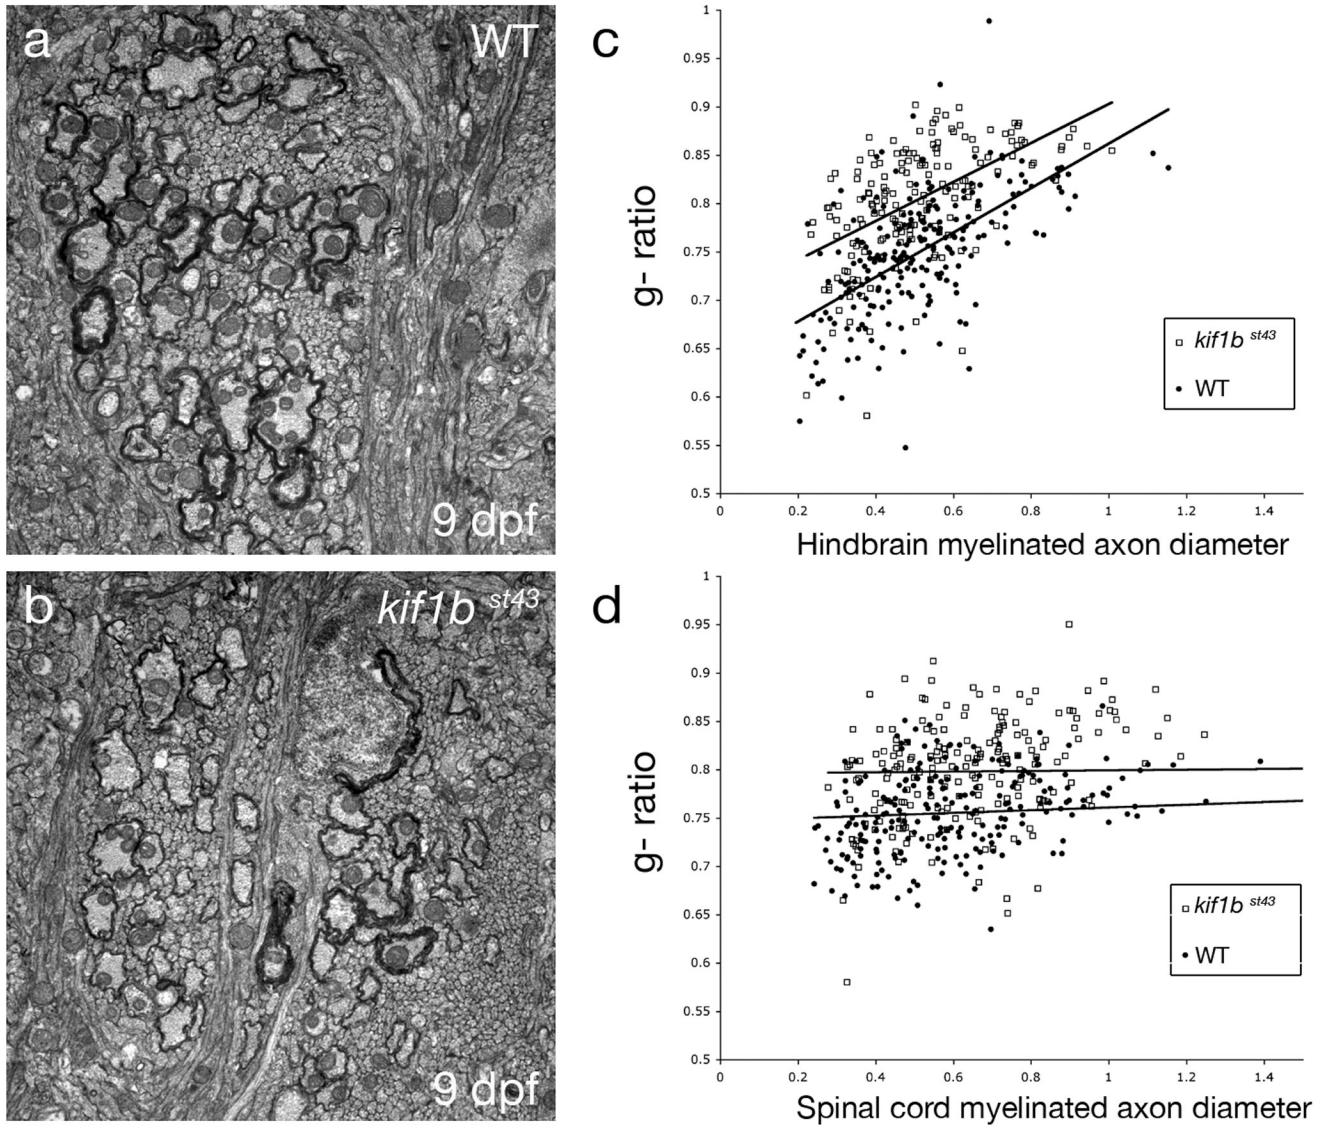 a
WT
9 dpf
b
kif1b st43
9 dpf
c
1
0.95
0.9
0.85
0.8
0.75
0.7
0.65
0.6
0.55
0.5
g- ratio
kif1b st43
WT
0
0.2
0.4
0.6
0.8
1
1.2
1.4
Hindbrain myelinated axon diameter
d
1
0.95
0.9
0.85
0.8
0.75
0.7
0.65
0.6
0.55
0.5
g- ratio
kif1b st43
WT
0
0.2
0.4
0.6
0.8
1
1.2
1.4
Spinal cord myelinated axon diameter